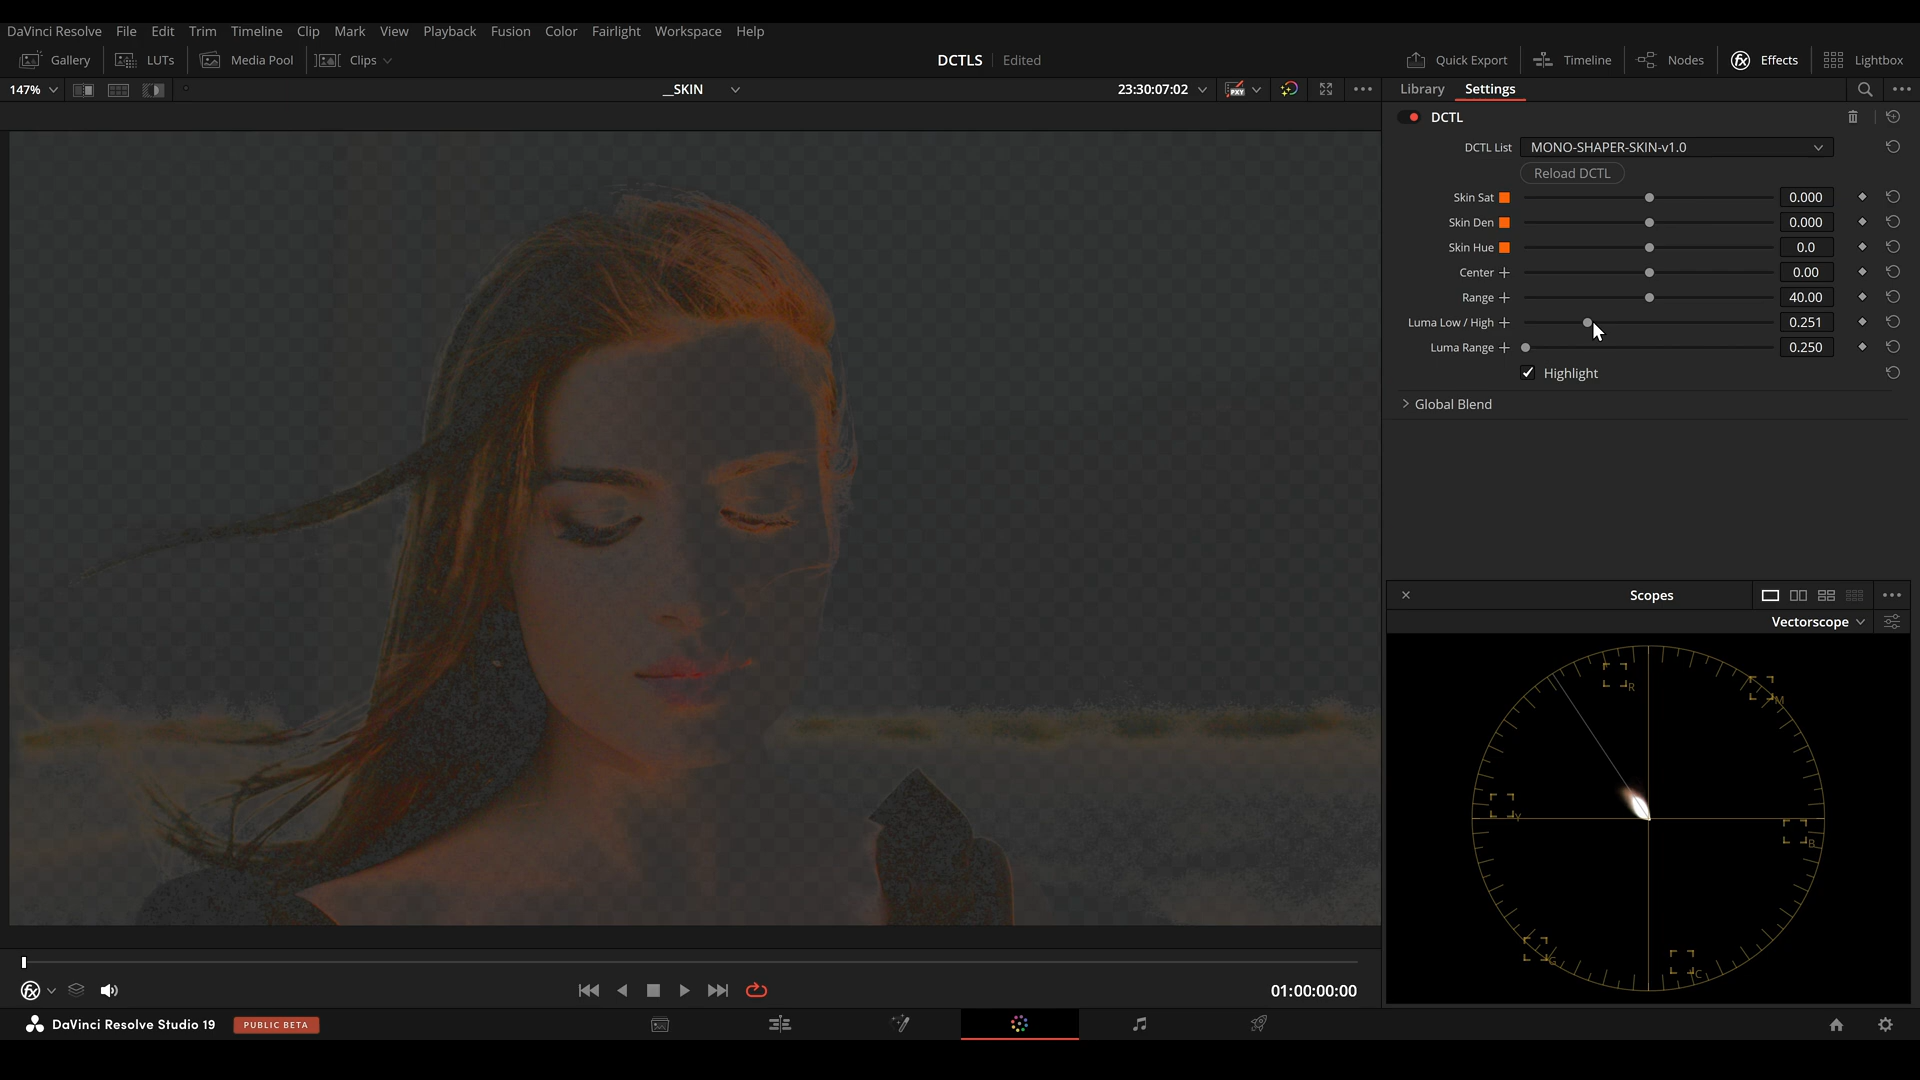 DaVinci Resolve File Edit Trim Timeline Clip Mark View Playback Fusion Color Fairlight Workspace Help
Gallery LUTs Media Pool Clips DCTLS Edited Quick Export Timeline Nodes Effects Lightbox
147% __SKIN 23:30:07:02 PXY Library Settings
DCTL
DCTL List MONO-SHAPER-SKIN-v1.0
Reload DCTL
Skin Sat 0.000
Skin Den 0.000
Skin Hue 0.0
Center 0.00
Range 40.00
Luma Low / High 0.251
Luma Range 0.250
Highlight
Global Blend
Scopes
Vectorscope
R
M
Y
B
G
C
01:00:00:00
DaVinci Resolve Studio 19 PUBLIC BETA